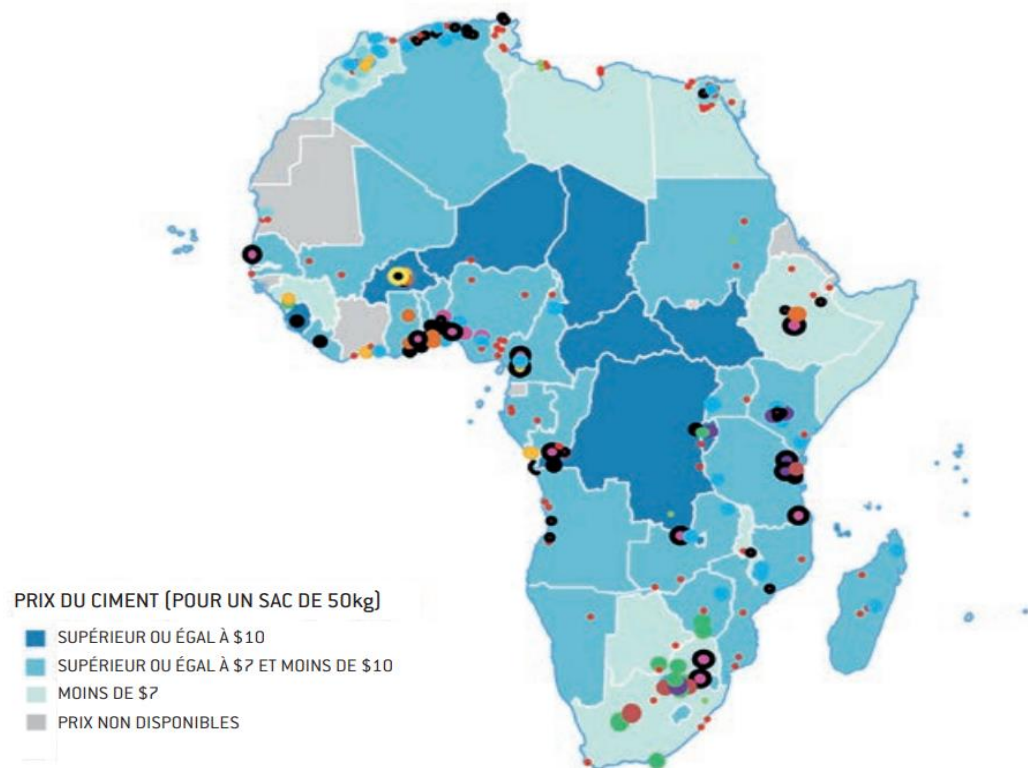 PRIX DU CIMENT (POUR UN SAC DE 50kg)
SUPÉRIEUR OU ÉGAL À $10
SUPÉRIEUR OU ÉGAL À $7 ET MOINS DE $10
MOINS DE $7
PRIX NON DISPONIBLES